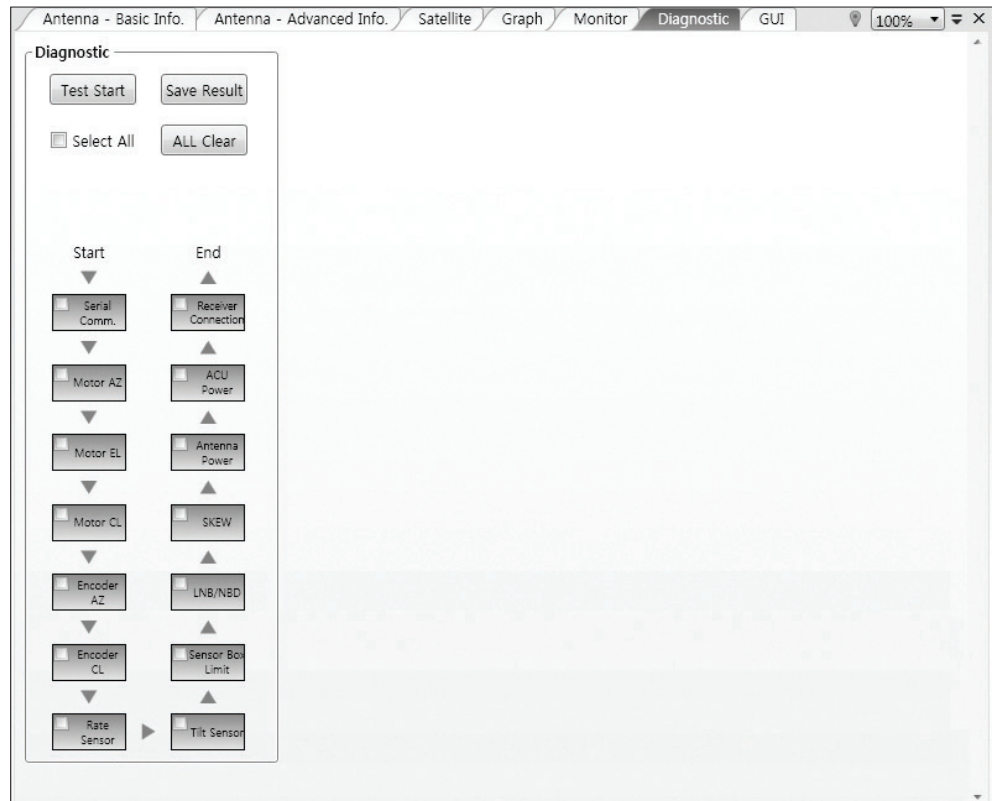 Antenna - Basic Info. Antenna - Advanced Info. Satellite Graph Monitor Diagnostic GUI 100%
Diagnostic
Test Start Save Result
Select All ALL Clear
Start End
Serial Comm. Receiver Connection
Motor AZ ACU Power
Motor EL Antenna Power
Motor CL SKEW
Encoder AZ LNB/NBD
Encoder CL Sensor Box Limit
Rate Sensor Tilt Sensor